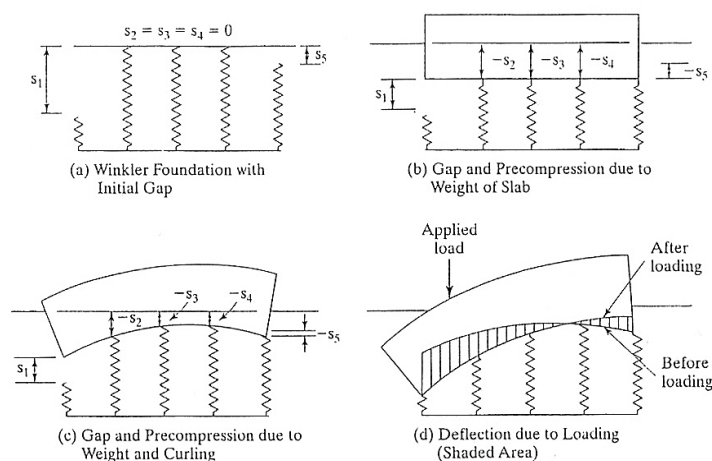 s₂ = s₃ = s₄ = 0
s₁
s₅
(a) Winkler Foundation with
Initial Gap
−s₂
−s₃
−s₄
−s₅
s₁
(b) Gap and Precompression due to
Weight of Slab
−s₃
−s₄
−s₂
−s₅
s₁
(c) Gap and Precompression due to
Weight and Curling
Applied
load
After
loading
Before
loading
(d) Deflection due to Loading
(Shaded Area)